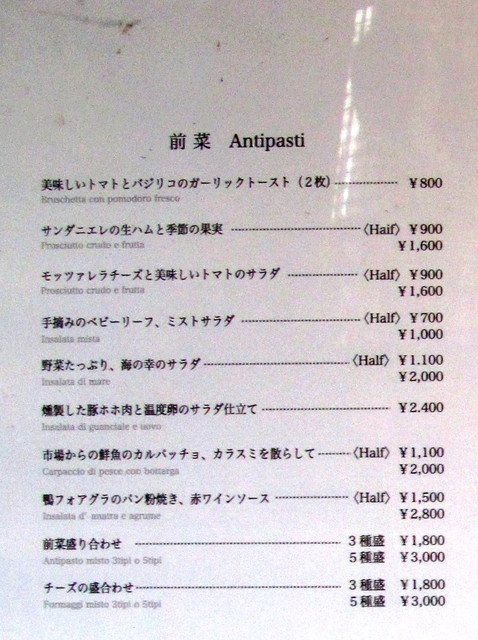 前菜 Antipasti
美味しいトマトとバジリコのガーリックトースト（２枚） ¥800
Bruschetta con pomodoro fresco
サンダニエレの生ハムと季節の果実 〈Haif〉 ¥900
Prosciutto crudo e frutta ¥1,600
モッツァレラチーズと美味しいトマトのサラダ 〈Half〉 ¥900
Prosciutto crudo e frutta ¥1,600
手摘みのベビーリーフ、ミストサラダ 〈Half〉 ¥700
Insalata mista ¥1,000
野菜たっぷり、海の幸のサラダ 〈Half〉 ¥1.100
Insalata di mare ¥2,000
燻製した豚ホホ肉と温度卵のサラダ仕立て ¥2.400
Insalata di guanciale e uovo
市場からの鮮魚のカルパッチョ、カラスミを散らして 〈Half〉 ¥1,100
Carpaccio di pesce con bottarga ¥2,000
鴨フォアグラのパン粉焼き、赤ワインソース 〈Half〉 ¥1,500
Insalata d' anatra e agrume ¥2,800
前菜盛り合わせ ３種盛 ¥1,800
Antipasto misto 3tipi o 5tipi ５種盛 ¥3,000
チーズの盛合わせ ３種盛 ¥1,800
Formaggi misto 3tipi o 5tipi ５種盛 ¥3,000